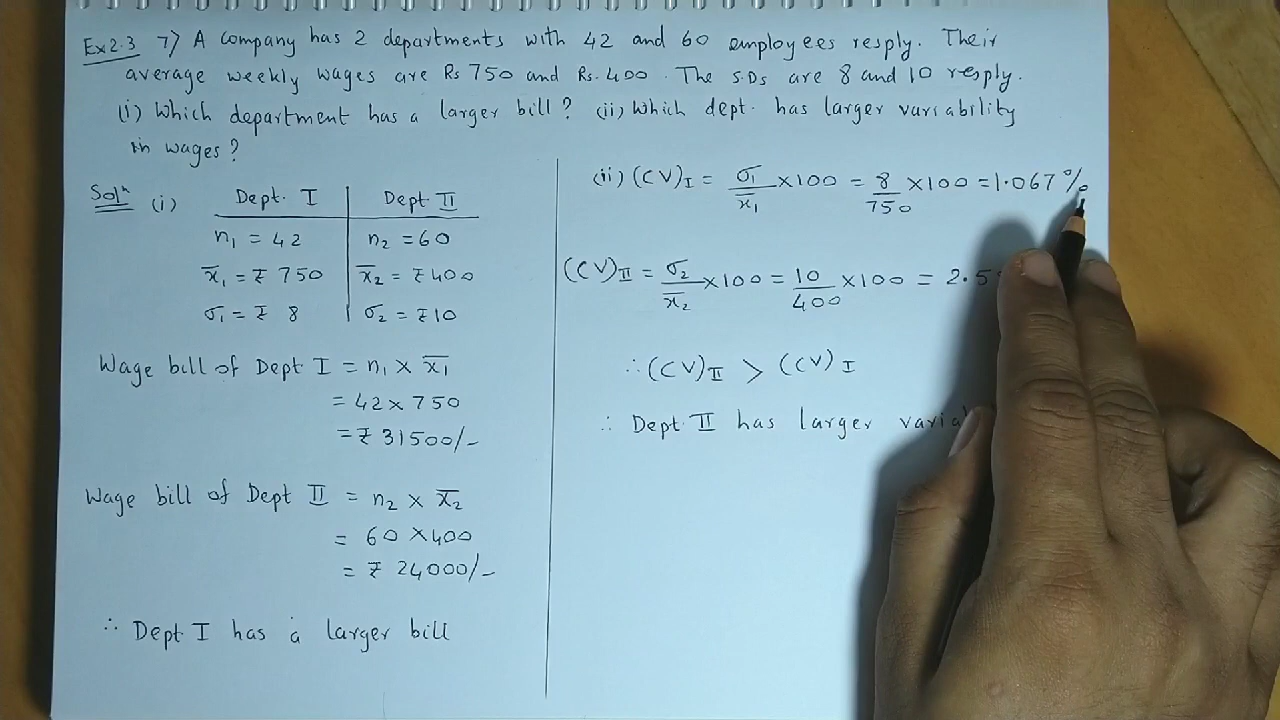 Ex 2.3 7) A company has 2 departments with 42 and 60 employees resply. Their
average weekly wages are Rs 750 and Rs. 400. The S.Ds are 8 and 10 resply.
(i) Which department has a larger bill? (ii) Which dept. has larger variability
in wages?
Solⁿ (i)
Dept. I | Dept. II
n₁ = 42 | n₂ = 60
x̄₁ = ₹ 750 | x̄₂ = ₹ 400
σ₁ = ₹ 8 | σ₂ = ₹ 10
Wage bill of Dept. I = n₁ × x̄₁
= 42 × 750
= ₹ 31500/-
Wage bill of Dept II = n₂ × x̄₂
= 60 × 400
= ₹ 24000/-
∴ Dept I has a larger bill
(ii) (CV)I = σ₁/x̄₁ × 100 = 8/750 × 100 = 1.067%
(CV)II = σ₂/x̄₂ × 100 = 10/400 × 100 = 2.5
∴ (CV)II > (CV)I
∴ Dept. II has larger